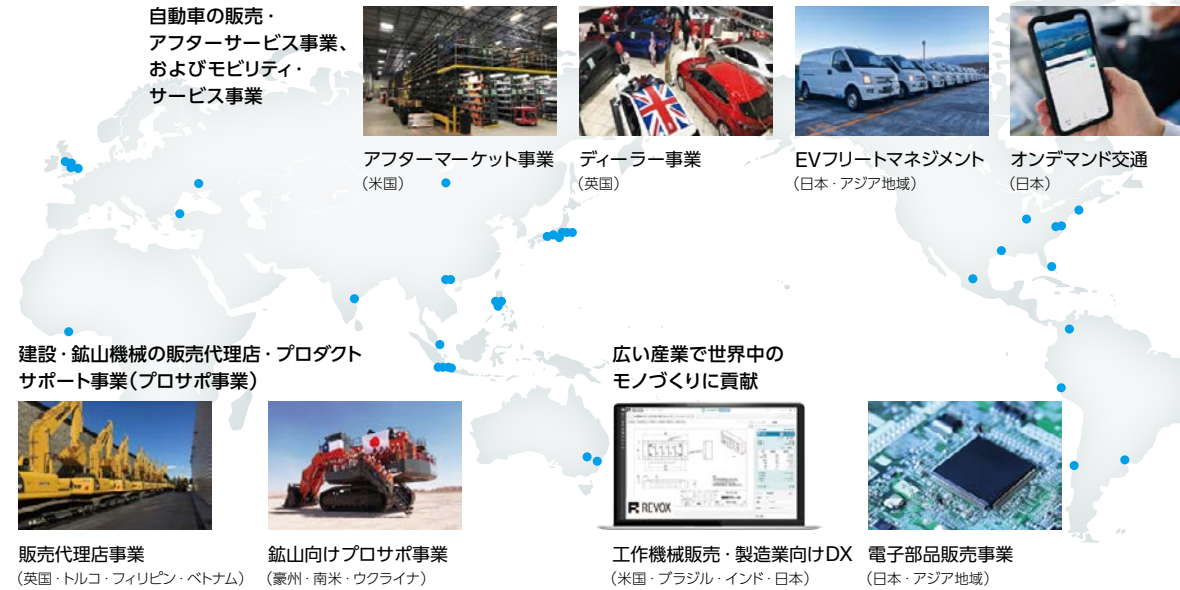 自動車の販売・
アフターサービス事業、
およびモビリティ・
サービス事業
アフターマーケット事業
（米国）
ディーラー事業
（英国）
EVフリートマネジメント
（日本・アジア地域）
オンデマンド交通
（日本）
建設・鉱山機械の販売代理店・プロダクト
サポート事業（プロサポ事業）
販売代理店事業
（英国・トルコ・フィリピン・ベトナム）
鉱山向けプロサポ事業
（豪州・南米・ウクライナ）
広い産業で世界中の
モノづくりに貢献
REVOX
工作機械販売・製造業向けDX
（米国・ブラジル・インド・日本）
電子部品販売事業
（日本・アジア地域）